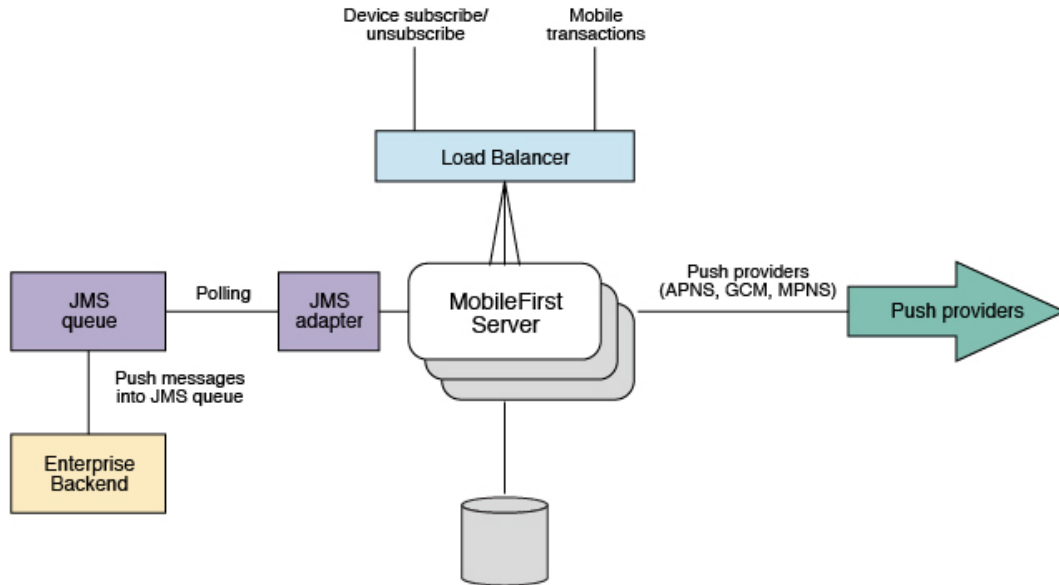 Device subscribe/
unsubscribe
Mobile
transactions
Load Balancer
JMS
queue
Polling
JMS
adapter
MobileFirst
Server
Push providers
(APNS, GCM, MPNS)
Push providers
Push messages
into JMS queue
Enterprise
Backend